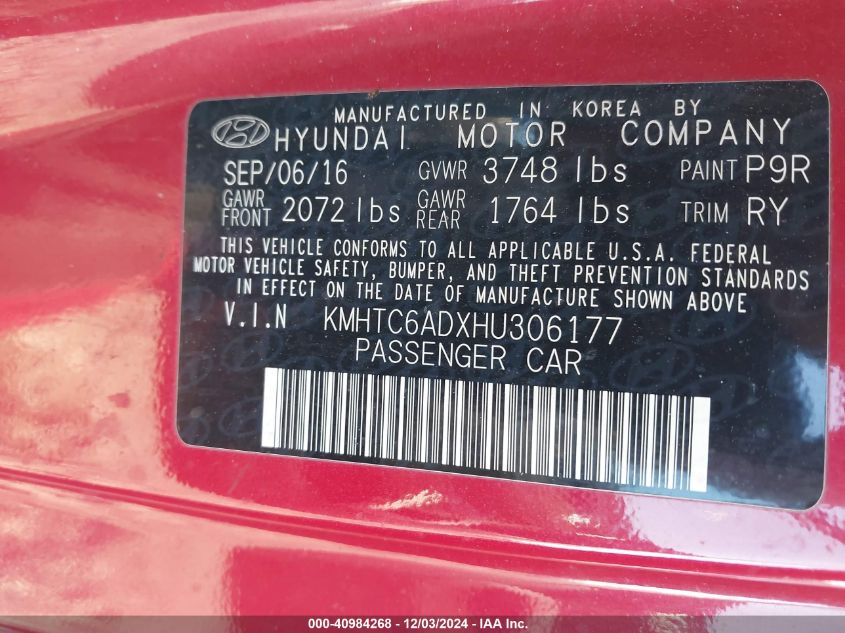 MANUFACTURED IN KOREA BY
HYUNDAI MOTOR COMPANY
SEP/06/16 GVWR 3748 lbs PAINT P9R
GAWR FRONT 2072 lbs GAWR REAR 1764 lbs TRIM RY
THIS VEHICLE CONFORMS TO ALL APPLICABLE U.S.A. FEDERAL
MOTOR VEHICLE SAFETY, BUMPER, AND THEFT PREVENTION STANDARDS
IN EFFECT ON THE DATE OF MANUFACTURE SHOWN ABOVE
V.I.N KMHTC6ADXHU306177
PASSENGER CAR
000-40984268 - 12/03/2024 - IAA Inc.